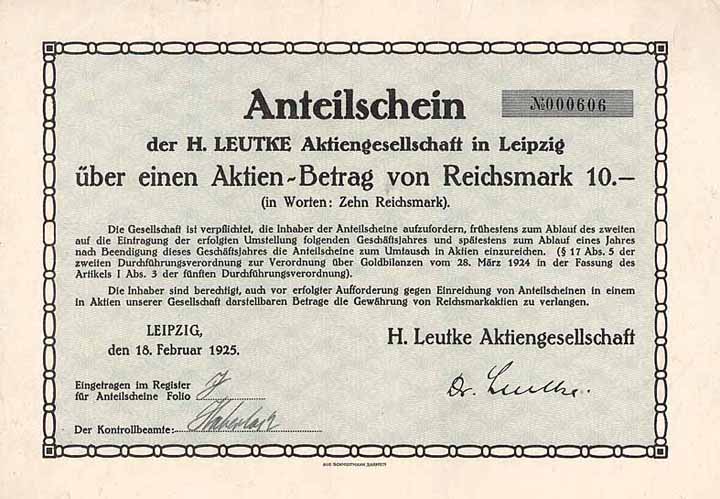 Anteilschein
№000606
der H. LEUTKE Aktiengesellschaft in Leipzig
über einen Aktien-Betrag von Reichsmark 10.—
(in Worten: Zehn Reichsmark).
Die Gesellschaft ist verpflichtet, die Inhaber der Anteilscheine aufzufordern, frühestens zum Ablauf des zweiten
auf die Eintragung der erfolgten Umstellung folgenden Geschäftsjahres und spätestens zum Ablauf eines Jahres
nach Beendigung dieses Geschäftsjahres die Anteilscheine zum Umtausch in Aktien einzureichen. (§ 17 Abs. 5 der
zweiten Durchführungsverordnung zur Verordnung über Goldbilanzen vom 28. März 1924 in der Fassung des
Artikels I Abs. 3 der fünften Durchführungsverordnung).
Die Inhaber sind berechtigt, auch vor erfolgter Aufforderung gegen Einreichung von Anteilscheinen in einem
in Aktien unserer Gesellschaft darstellbaren Betrage die Gewährung von Reichsmarkaktien zu verlangen.
LEIPZIG,
den 18. Februar 1925.
H. Leutke Aktiengesellschaft
Dr. Leutke.
Eingetragen im Register
für Anteilscheine Folio
Der Kontrollbeamte: